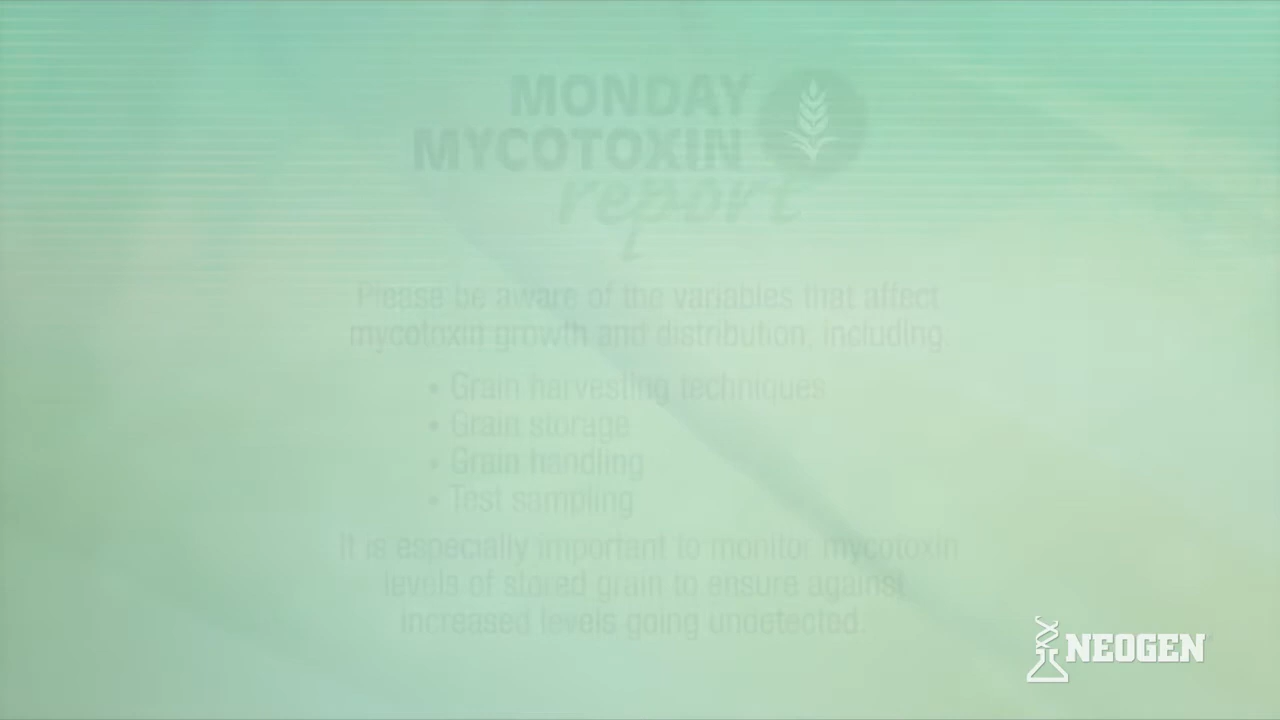 MONDAY
MYCOTOXIN
report
Please be aware of the variables that affect
mycotoxin growth and distribution, including
• Grain harvesting techniques
• Grain storage
• Grain handling
• Test sampling
It is especially important to monitor mycotoxin
levels of stored grain to ensure against
increased levels going undetected.
NEOGEN